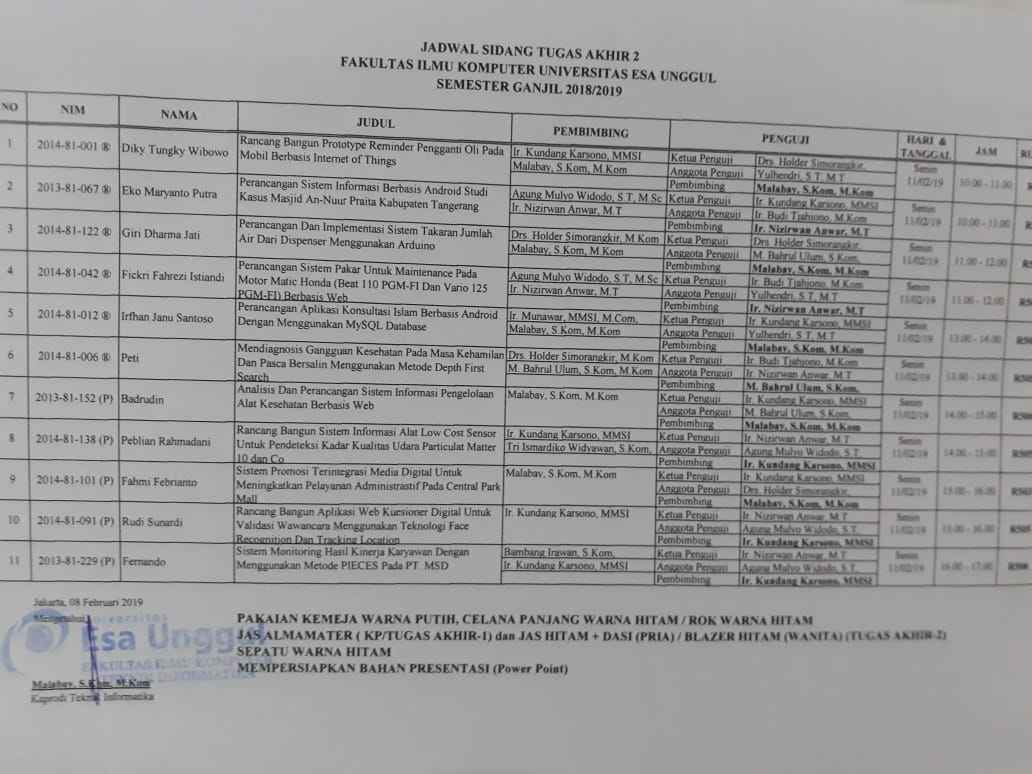 JADWAL SIDANG TUGAS AKHIR 2
FAKULTAS ILMU KOMPUTER UNIVERSITAS ESA UNGGUL
SEMESTER GANJIL 2018/2019
NO NIM NAMA JUDUL PEMBIMBING PENGUJI HARI & TANGGAL JAM
1 2014-81-001 ® Diky Tungky Wibowo Rancang Bangun Prototype Reminder Pengganti Oli Pada Ir. Kundang Karsono, MMSI Ketua Penguji Drs. Holder Simorangkir, Senin
Mobil Berbasis Internet of Things Malabay, S.Kom, M.Kom Anggota Penguji Yulhendri, S.T, M.T 11/02/19 10:00 - 11:00
Pembimbing Malabay, S.Kom, M.Kom
2 2013-81-067 ® Eko Maryanto Putra Perancangan Sistem Informasi Berbasis Android Studi Agung Mulyo Widodo, S.T, M.Sc Ketua Penguji Ir. Kundang Karsono, MMSI Senin
Kasus Masjid An-Nuur Praita Kabupaten Tangerang Ir. Nizirwan Anwar, M.T Anggota Penguji Ir. Budi Tjahjono, M.Kom 11/02/19 10:00 - 11:00
Pembimbing Ir. Nizirwan Anwar, M.T
3 2014-81-122 ® Giri Dharma Jati Perancangan Dan Implementasi Sistem Takaran Jumlah Drs. Holder Simorangkir, M.Kom Ketua Penguji Drs. Holder Simorangkir, Senin
Air Dari Dispenser Menggunakan Arduino Malabay, S.Kom, M.Kom Anggota Penguji M. Bahrul Ulum, S.Kom, 11/02/19 11:00 - 12:00
Pembimbing Malabay, S.Kom, M.Kom
4 2014-81-042 ® Fickri Fahrezi Istiandi Perancangan Sistem Pakar Untuk Maintenance Pada Agung Mulyo Widodo, S.T, M.Sc Ketua Penguji Ir. Budi Tjahjono, M.Kom Senin
Motor Matic Honda (Beat 110 PGM-FI Dan Vario 125 Ir. Nizirwan Anwar, M.T Anggota Penguji Yulhendri, S.T, M.T 11/02/19 11:00 - 12:00
PGM-FI) Berbasis Web Pembimbing Ir. Nizirwan Anwar, M.T
5 2014-81-012 ® Irfhan Janu Santoso Perancangan Aplikasi Konsultasi Islam Berbasis Android Ir. Munawar, MMSI, M.Com, Ketua Penguji Ir. Kundang Karsono, MMSI Senin
Dengan Menggunakan MySQL Database Malabay, S.Kom, M.Kom Anggota Penguji Yulhendri, S.T, M.T 11/02/19 13:00 - 14:00
Pembimbing Malabay, S.Kom, M.Kom
6 2014-81-006 ® Peti Mendiagnosis Gangguan Kesehatan Pada Masa Kehamilan Drs. Holder Simorangkir, M.Kom Ketua Penguji Ir. Budi Tjahjono, M.Kom Senin
Dan Pasca Bersalin Menggunakan Metode Depth First M. Bahrul Ulum, S.Kom, M.Kom Anggota Penguji Ir. Nizirwan Anwar, M.T 11/02/19 13:00 - 14:00
Search Pembimbing M. Bahrul Ulum, S.Kom,
7 2013-81-152 (P) Badrudin Analisis Dan Perancangan Sistem Informasi Pengelolaan Malabay, S.Kom, M.Kom Ketua Penguji Ir. Kundang Karsono, MMSI Senin
Alat Kesehatan Berbasis Web Anggota Penguji M. Bahrul Ulum, S.Kom, 11/02/19 14:00 - 15:00
Pembimbing Malabay, S.Kom, M.Kom
8 2014-81-138 (P) Peblian Rahmadani Rancang Bangun Sistem Informasi Alat Low Cost Sensor Ir. Kundang Karsono, MMSI Ketua Penguji Ir. Nizirwan Anwar, M.T Senin
Untuk Pendeteksi Kadar Kualitas Udara Particulat Matter Tri Ismardiko Widyawan, S.Kom, Anggota Penguji Agung Mulyo Widodo, S.T, 11/02/19 14:00 - 15:00
10 dan Co Pembimbing Ir. Kundang Karsono, MMSI
9 2014-81-101 (P) Fahmi Febrianto Sistem Promosi Terintegrasi Media Digital Untuk Malabay, S.Kom, M.Kom Ketua Penguji Ir. Kundang Karsono, MMSI Senin
Meningkatkan Pelayanan Administrastif Pada Central Park Anggota Penguji Drs. Holder Simorangkir, 11/02/19 15:00 - 16:00
Mall Pembimbing Malabay, S.Kom, M.Kom
10 2014-81-091 (P) Rudi Sunardi Rancang Bangun Aplikasi Web Kuesioner Digital Untuk Ir. Kundang Karsono, MMSI Ketua Penguji Ir. Nizirwan Anwar, M.T Senin
Validasi Wawancara Menggunakan Teknologi Face Anggota Penguji Agung Mulyo Widodo, S.T, 11/02/19 15:00 - 16:00
Recognition Dan Tracking Location Pembimbing Ir. Kundang Karsono, MMSI
11 2013-81-229 (P) Fernando Sistem Monitoring Hasil Kinerja Karyawan Dengan Bambang Irawan, S.Kom, Ketua Penguji Ir. Nizirwan Anwar, M.T Senin
Menggunakan Metode PIECES Pada PT. MSD Ir. Kundang Karsono, MMSI Anggota Penguji Agung Mulyo Widodo, S.T, 11/02/19 16:00 - 17:00
Pembimbing Ir. Kundang Karsono, MMSI
Jakarta, 08 Februari 2019
Mengetahui,
Universitas
Esa Unggul
FAKULTAS ILMU KOMPUTER
Malabay, S.Kom, M.Kom
Kaprodi Teknik Informatika
PAKAIAN KEMEJA WARNA PUTIH, CELANA PANJANG WARNA HITAM / ROK WARNA HITAM
JAS ALMAMATER ( KP/TUGAS AKHIR-1) dan JAS HITAM + DASI (PRIA) / BLAZER HITAM (WANITA) (TUGAS AKHIR-2)
SEPATU WARNA HITAM
MEMPERSIAPKAN BAHAN PRESENTASI (Power Point)